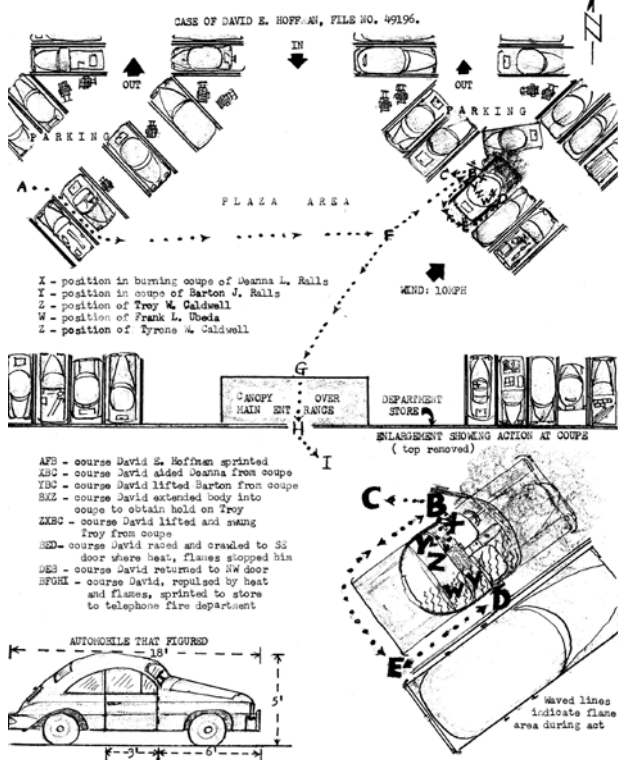 CASE OF DAVID E. HOFFMAN, FILE NO. 49196.
N
IN
OUT
OUT
PARKING
PARKING
A
C
B
PLAZA AREA
F
X - position in burning coupe of Deanna L. Ralls
Y - position in coupe of Barton J. Ralls
Z - position of Troy W. Caldwell
W - position of Frank L. Ubeda
Z - position of Tyrone W. Caldwell
WIND: 10MPH
G
CANOPY OVER
MAIN ENTRANCE
H
I
DEPARTMENT
STORE
ENLARGEMENT SHOWING ACTION AT COUPE
(top removed)
AFB - course David E. Hoffman sprinted
XBC - course David aided Deanna from coupe
YBC - course David lifted Barton from coupe
BXZ - course David extended body into
coupe to obtain hold on Troy
ZXBC - course David lifted and swung
Troy from coupe
BED- course David raced and crawled to SE
door where heat, flames stopped him
DEB - course David returned to NW door
BFGHI - course David, repulsed by heat
and flames, sprinted to store
to telephone fire department
C
B
X
Y
Z
W
V
D
E
AUTOMOBILE THAT FIGURED
18'
5'
3'
6'
Waved lines
indicate flame
area during act